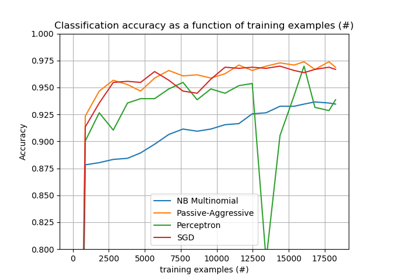 Classification accuracy as a function of training examples (#)
1.000
0.975
0.950
0.925
0.900
0.875
0.850
0.825
0.800
Accuracy
NB Multinomial
Passive-Aggressive
Perceptron
SGD
0 2500 5000 7500 10000 12500 15000 17500
training examples (#)